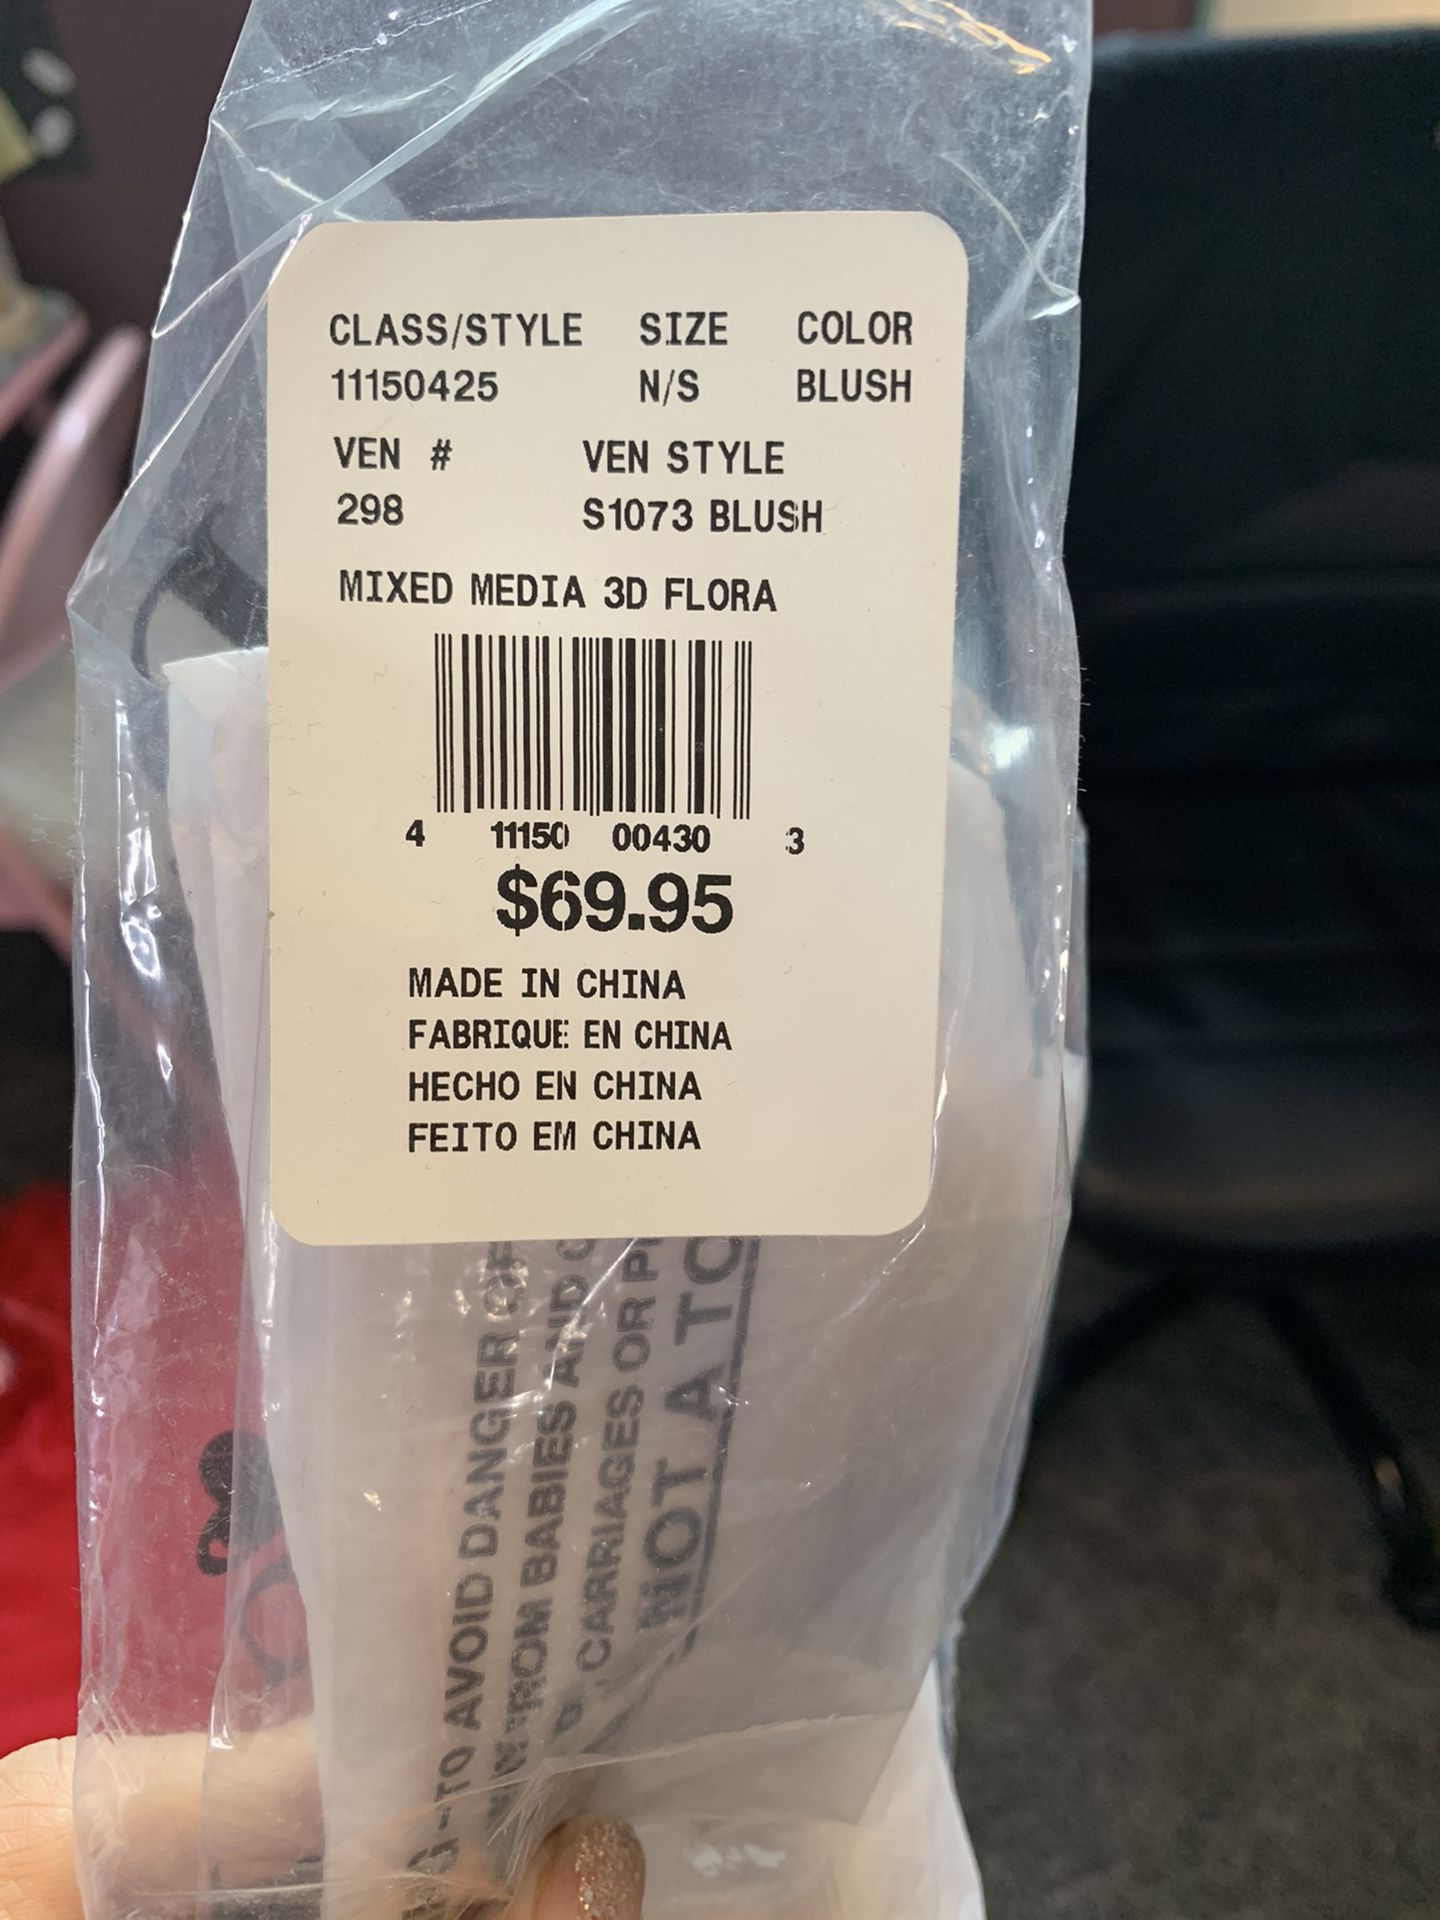 CLASS/STYLE SIZE COLOR
11150425 N/S BLUSH
VEN # VEN STYLE
298 S1073 BLUSH
MIXED MEDIA 3D FLORA
4 11150 00430 3
$69.95
MADE IN CHINA
FABRIQUE EN CHINA
HECHO EN CHINA
FEITO EM CHINA
-TO AVOID DANGER OF
FROM BABIES AND
CARRIAGES OR
NOT A